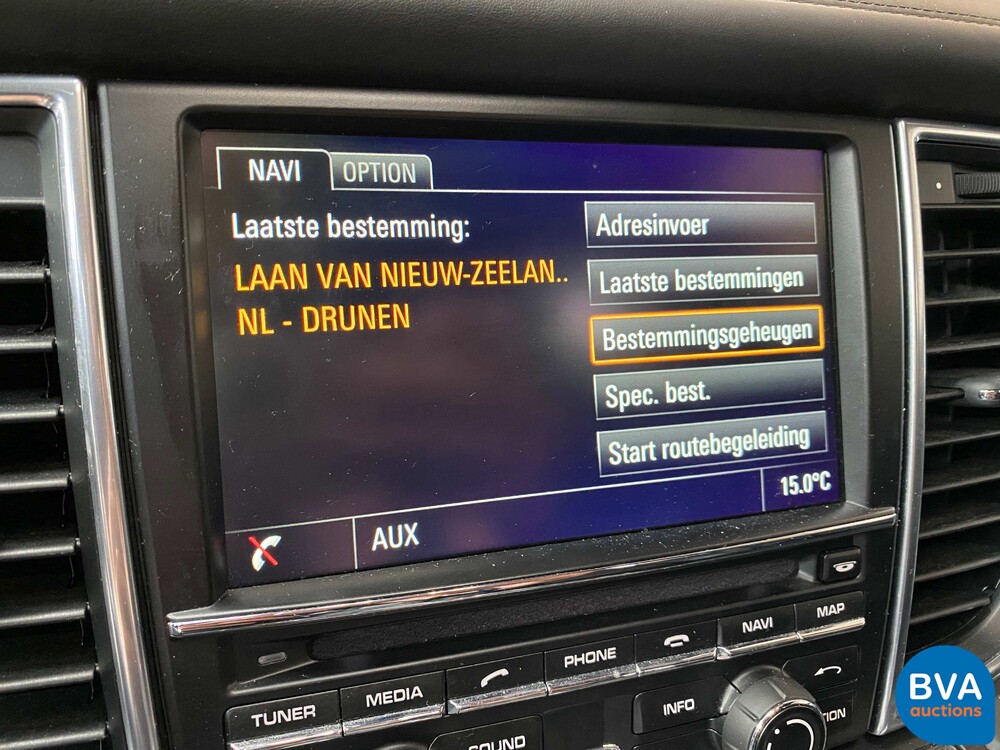 NAVI
OPTION
Laatste bestemming:
LAAN VAN NIEUW-ZEELAN..
NL - DRUNEN
Adresinvoer
Laatste bestemmingen
Bestemmingsgeheugen
Spec. best.
Start routebegeleiding
AUX
15.0°C
TUNER
MEDIA
PHONE
NAVI
MAP
SOUND
INFO
BVA
auctions